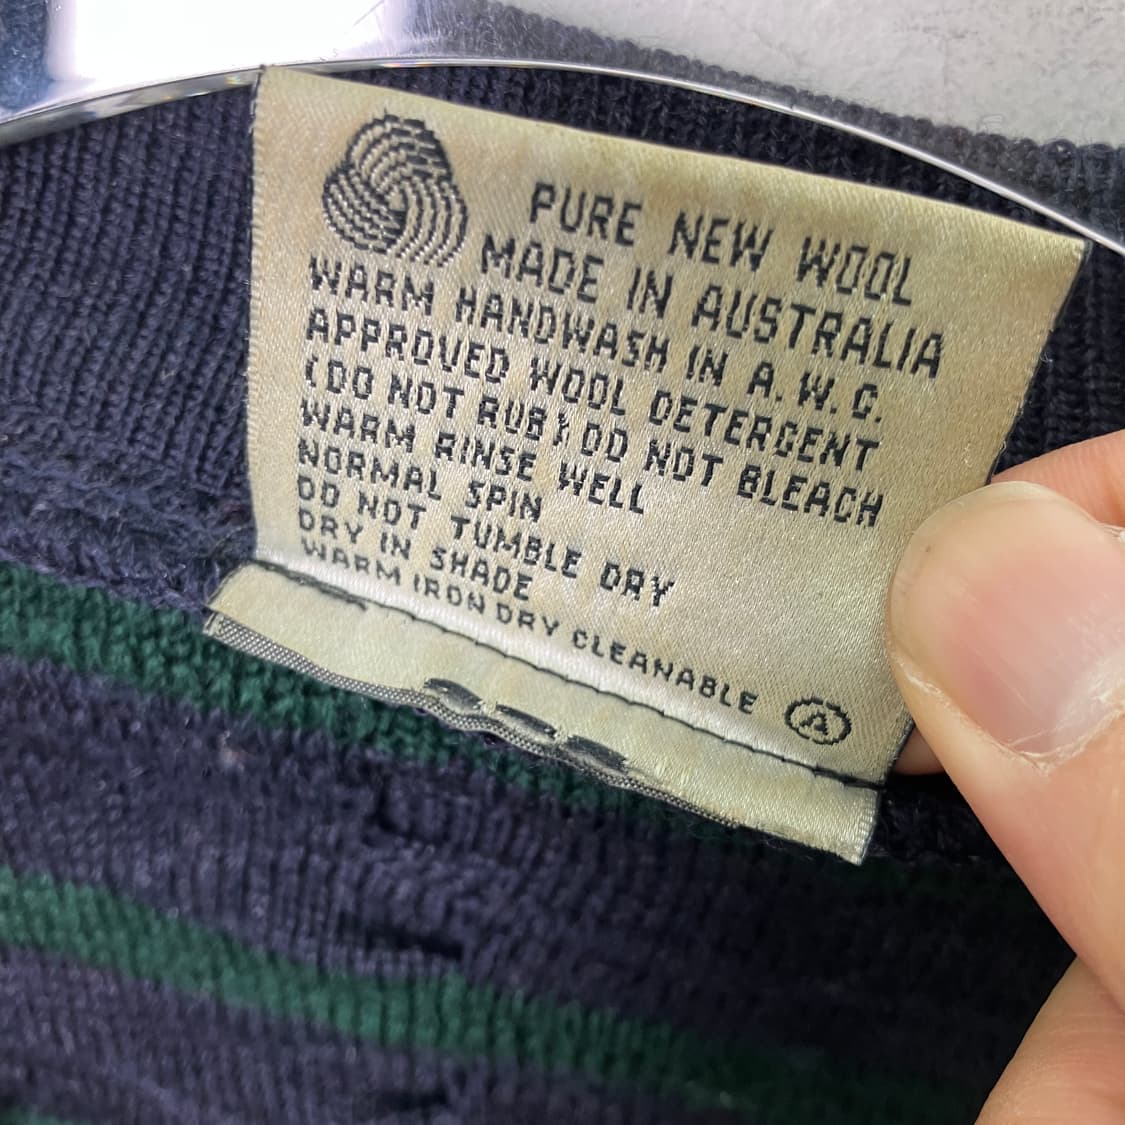 PURE NEW WOOL
MADE IN AUSTRALIA
WARM HANDWASH IN A.W.C.
APPROVED WOOL DETERGENT
(DO NOT RUB) DO NOT BLEACH
WARM RINSE WELL
NORMAL SPIN
DO NOT TUMBLE DRY
DRY IN SHADE
WARM IRON DRY CLEANABLE Ⓐ